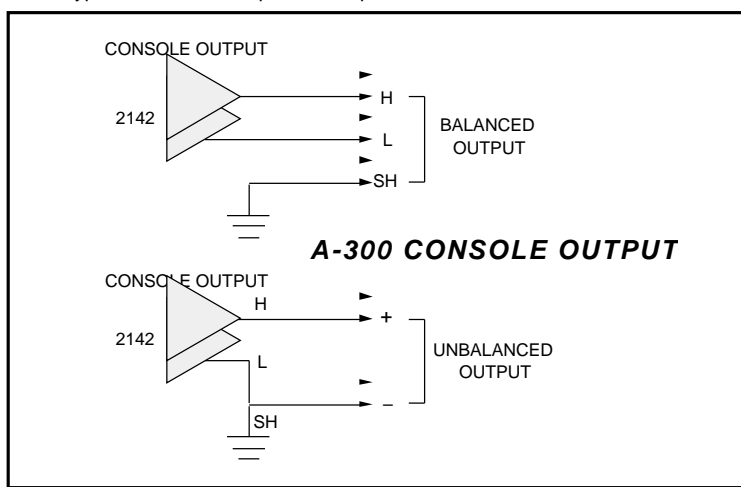 CONSOLE OUTPUT
2142
H
L
SH
BALANCED
OUTPUT
A-300 CONSOLE OUTPUT
CONSOLE OUTPUT
2142
H
L
SH
+
–
UNBALANCED
OUTPUT